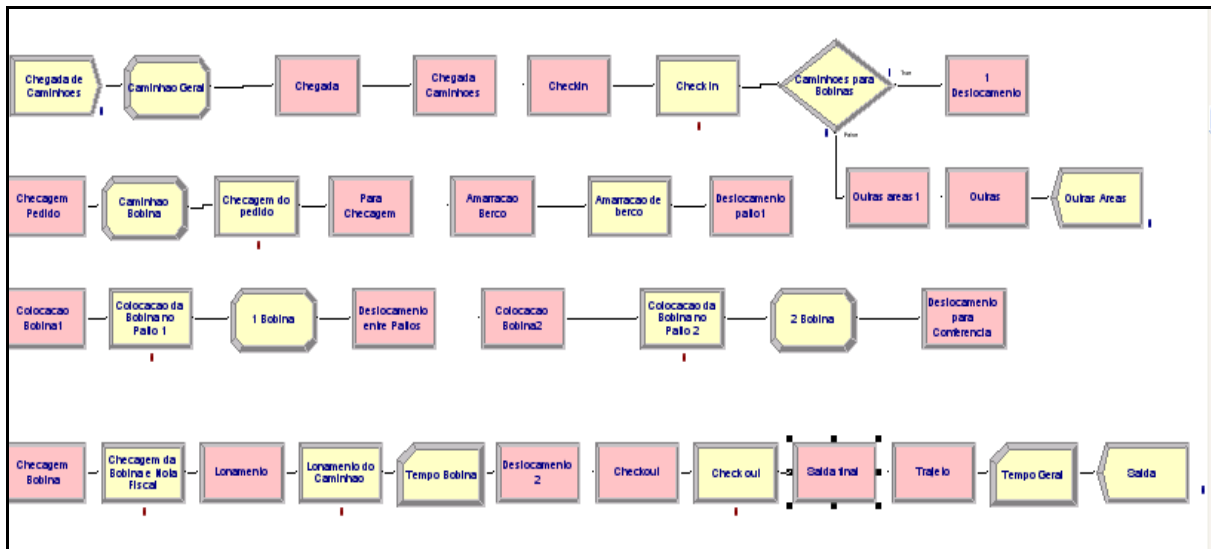 Chegada de
Caminhoes
Caminhao Geral
Chegada
Chegada
Caminhoes
Checkin
Check in
Caminhoes para
Bobinas
True
False
1
Deslocamento
Checagem
Pedido
Caminhao
Bobina
Checagem do
pedido
Para
Checagem
Amarracao
Berco
Amarracao de
berco
Deslocamento
patio1
Outras areas 1
Outras
Outras Areas
Colocacao
Bobina1
Colocacao da
Bobina no
Patio 1
1 Bobina
Deslocamento
entre Patios
Colocacao
Bobina2
Colocacao da
Bobina no
Patio 2
2 Bobina
Deslocamento
para
Conferencia
Checagem
Bobina
Checagem da
Bobina e Nota
Fiscal
Lonamento
Lonamento do
Caminhao
Tempo Bobina
Deslocamento
2
Checkout
Check out
Saida final
Trajeto
Tempo Geral
Saida